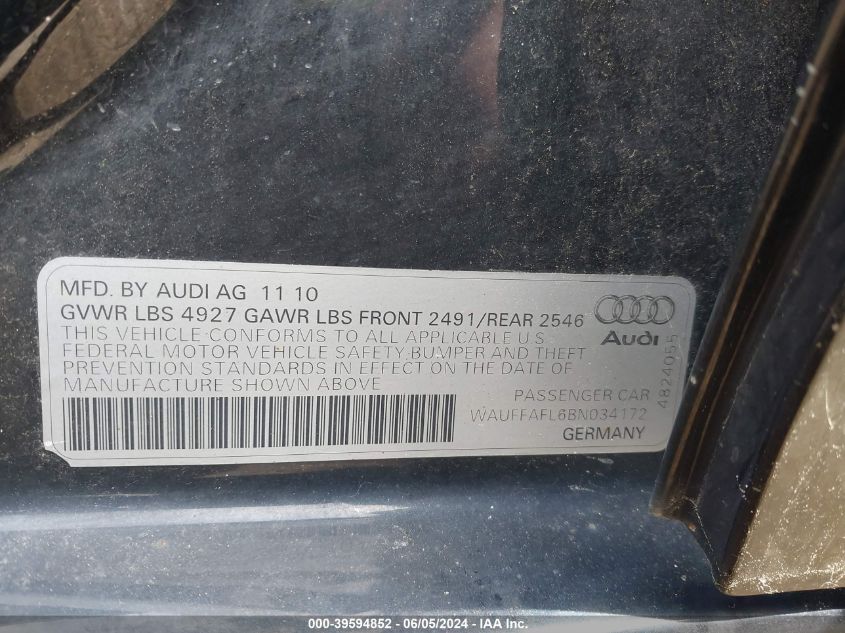 MFD. BY AUDI AG 11 10
GVWR LBS 4927 GAWR LBS FRONT 2491/REAR 2546
THIS VEHICLE CONFORMS TO ALL APPLICABLE U.S.
FEDERAL MOTOR VEHICLE SAFETY, BUMPER AND THEFT
PREVENTION STANDARDS IN EFFECT ON THE DATE OF
MANUFACTURE SHOWN ABOVE
Audi
4824055
PASSENGER CAR
WAUFFAFL6BN034172
GERMANY
000-39594852 - 06/05/2024 - IAA Inc.